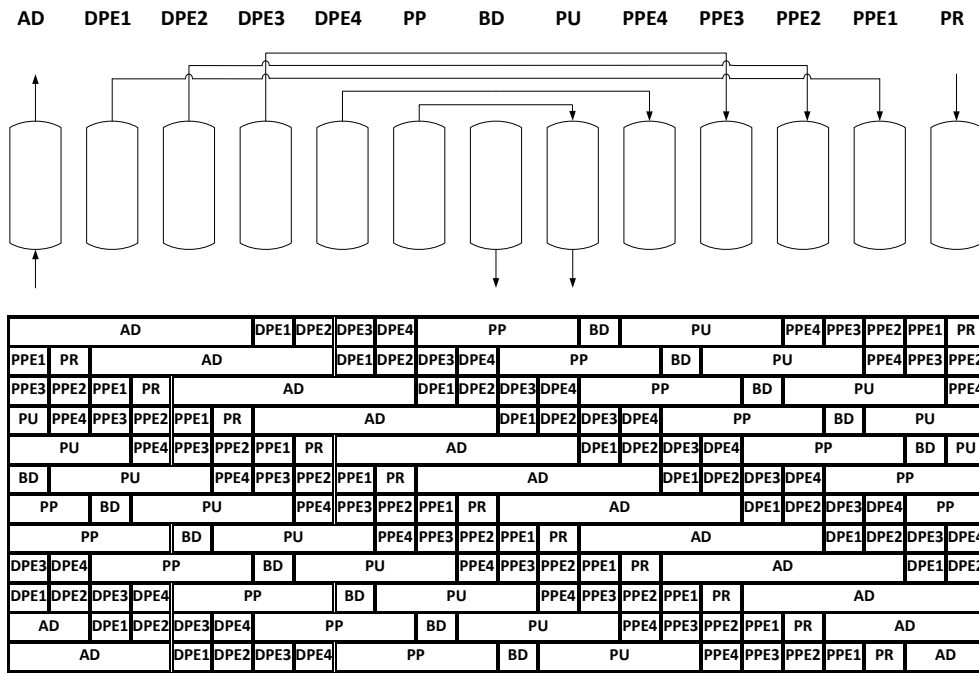 AD DPE1 DPE2 DPE3 DPE4 PP BD PU PPE4 PPE3 PPE2 PPE1 PR
AD DPE1 DPE2 DPE3 DPE4 PP BD PU PPE4 PPE3 PPE2 PPE1 PR
PPE1 PR AD DPE1 DPE2 DPE3 DPE4 PP BD PU PPE4 PPE3 PPE2
PPE3 PPE2 PPE1 PR AD DPE1 DPE2 DPE3 DPE4 PP BD PU PPE4
PU PPE4 PPE3 PPE2 PPE1 PR AD DPE1 DPE2 DPE3 DPE4 PP BD PU
PU PPE4 PPE3 PPE2 PPE1 PR AD DPE1 DPE2 DPE3 DPE4 PP BD PU
BD PU PPE4 PPE3 PPE2 PPE1 PR AD DPE1 DPE2 DPE3 DPE4 PP
PP BD PU PPE4 PPE3 PPE2 PPE1 PR AD DPE1 DPE2 DPE3 DPE4 PP
PP BD PU PPE4 PPE3 PPE2 PPE1 PR AD DPE1 DPE2 DPE3 DPE4
DPE3 DPE4 PP BD PU PPE4 PPE3 PPE2 PPE1 PR AD DPE1 DPE2
DPE1 DPE2 DPE3 DPE4 PP BD PU PPE4 PPE3 PPE2 PPE1 PR AD
AD DPE1 DPE2 DPE3 DPE4 PP BD PU PPE4 PPE3 PPE2 PPE1 PR AD
AD DPE1 DPE2 DPE3 DPE4 PP BD PU PPE4 PPE3 PPE2 PPE1 PR AD